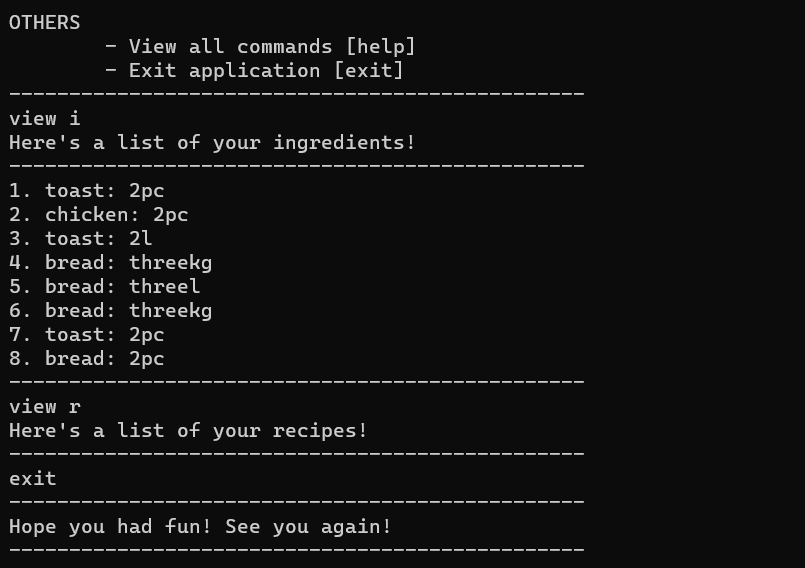 OTHERS
- View all commands [help]
- Exit application [exit]
------------------------------------------------
view i
Here's a list of your ingredients!
------------------------------------------------
1. toast: 2pc
2. chicken: 2pc
3. toast: 2l
4. bread: threekg
5. bread: threel
6. bread: threekg
7. toast: 2pc
8. bread: 2pc
------------------------------------------------
view r
Here's a list of your recipes!
------------------------------------------------
exit
------------------------------------------------
Hope you had fun! See you again!
------------------------------------------------